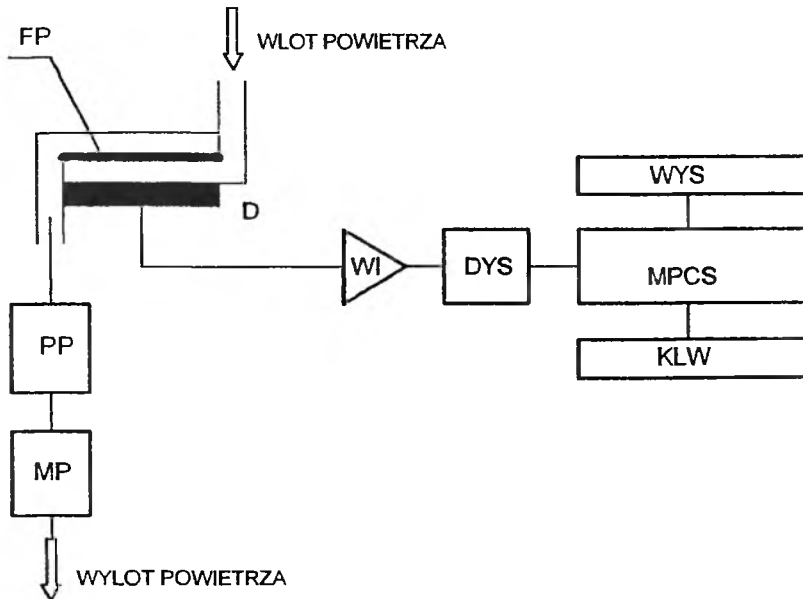 FP
WLOT POWIETRZA
D
WYS
WI
DYS
MPCS
PP
KLW
MP
WYLOT POWIETRZA